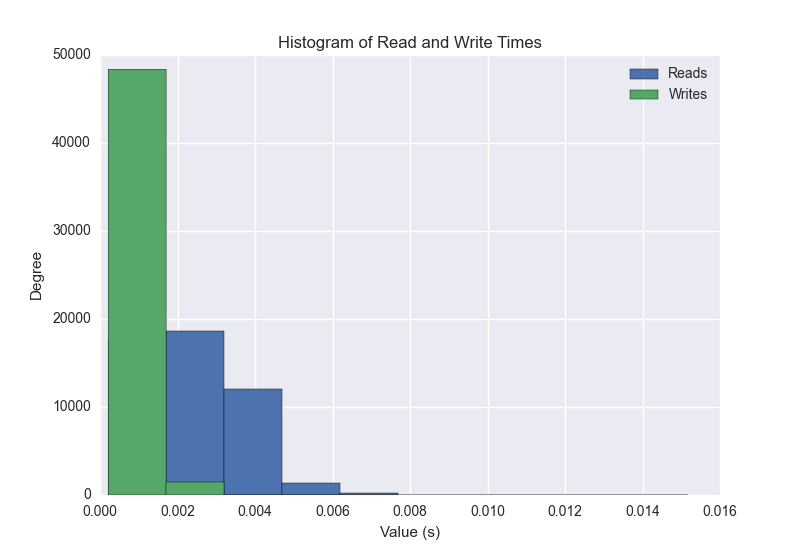 Histogram of Read and Write Times
Reads
Writes
50000
40000
30000
20000
10000
0
Degree
0.000 0.002 0.004 0.006 0.008 0.010 0.012 0.014 0.016
Value (s)